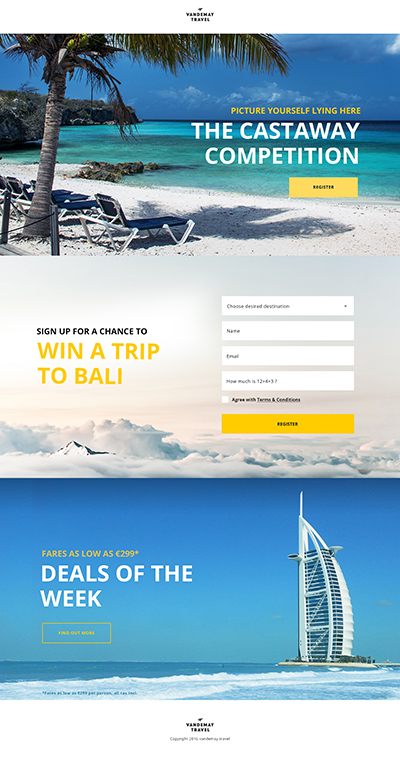 VANDEMAY
TRAVEL
PICTURE YOURSELF LYING HERE
THE CASTAWAY
COMPETITION
REGISTER
SIGN UP FOR A CHANCE TO
WIN A TRIP
TO BALI
Choose desired destination
Name
Email
How much is 12+4+3 ?
Agree with Terms & Conditions
REGISTER
FARES AS LOW AS €299*
DEALS OF THE
WEEK
FIND OUT MORE
*Fares as low as €299 per person, all tax incl.
VANDEMAY
TRAVEL
Copyright 2016 vandemay travel